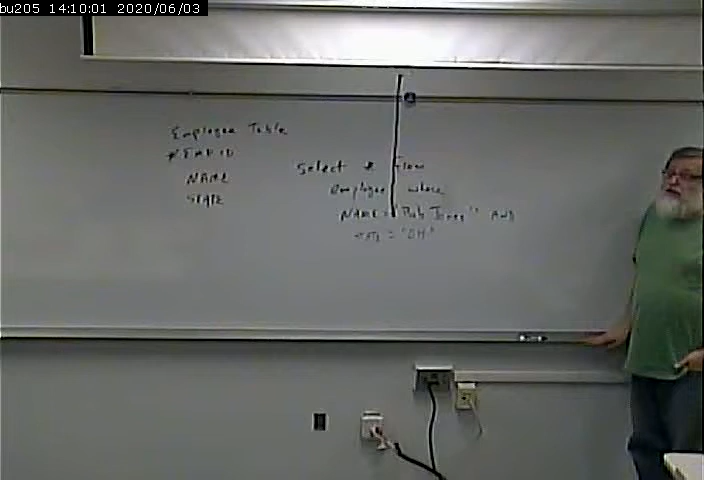 bu205 14:10:01 2020/06/03
Employee Table
* EMP ID
NAME
STATE
Select * from
employee where
NAME = "Bob Jones" AND
= "OH"